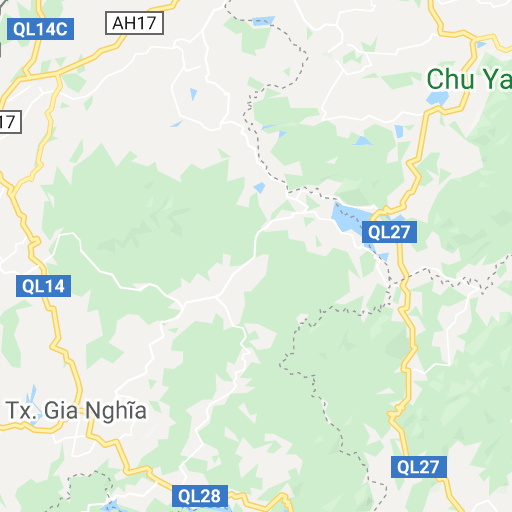 AH17
QL14C
Chu Ya
17
QL27
QL14
Tx. Gia Nghĩa
QL27
QL28